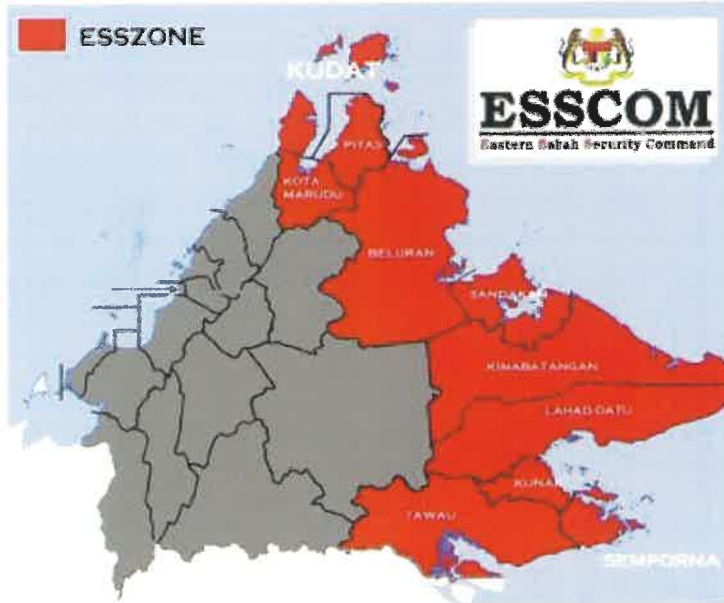 ESSZONE
ESSCOM
Eastern Sabah Security Command
KUDAT
PITAS
KOTA
MARUDU
BELURAN
SANDAKAN
KINABATANGAN
LAHAD DATU
KUNAK
TAWAU
SEMPORNA